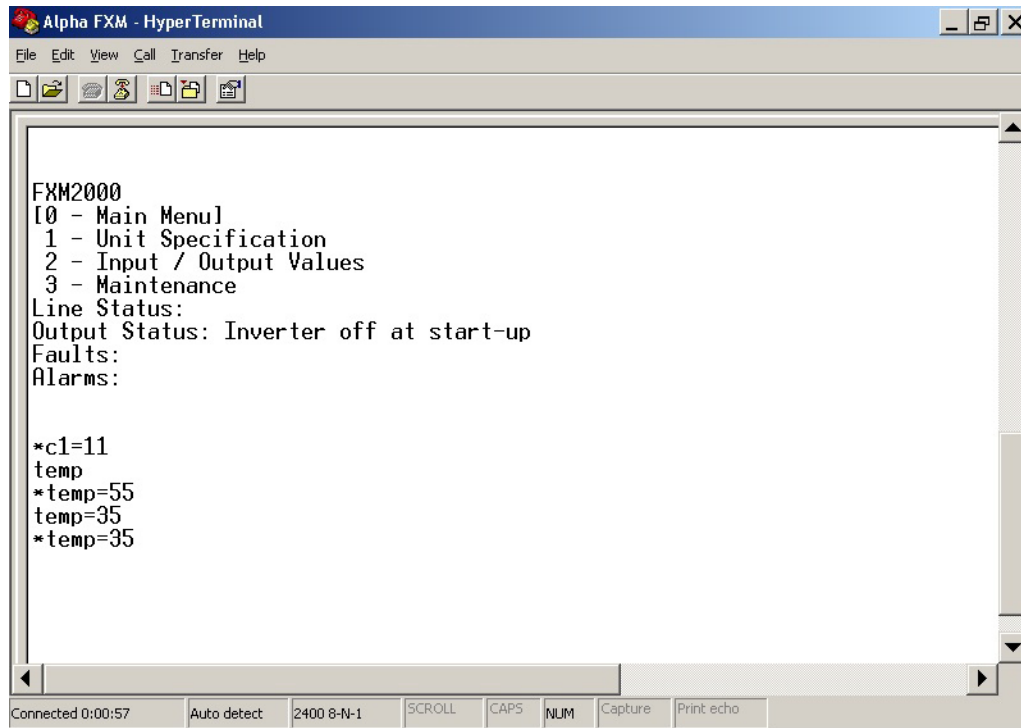 Alpha FXM - HyperTerminal
File Edit View Call Transfer Help
FXM2000
[0 - Main Menu]
1 - Unit Specification
2 - Input / Output Values
3 - Maintenance
Line Status:
Output Status: Inverter off at start-up
Faults:
Alarms:
*c1=11
temp
*temp=55
temp=35
*temp=35
Connected 0:00:57 Auto detect 2400 8-N-1 SCROLL CAPS NUM Capture Print echo